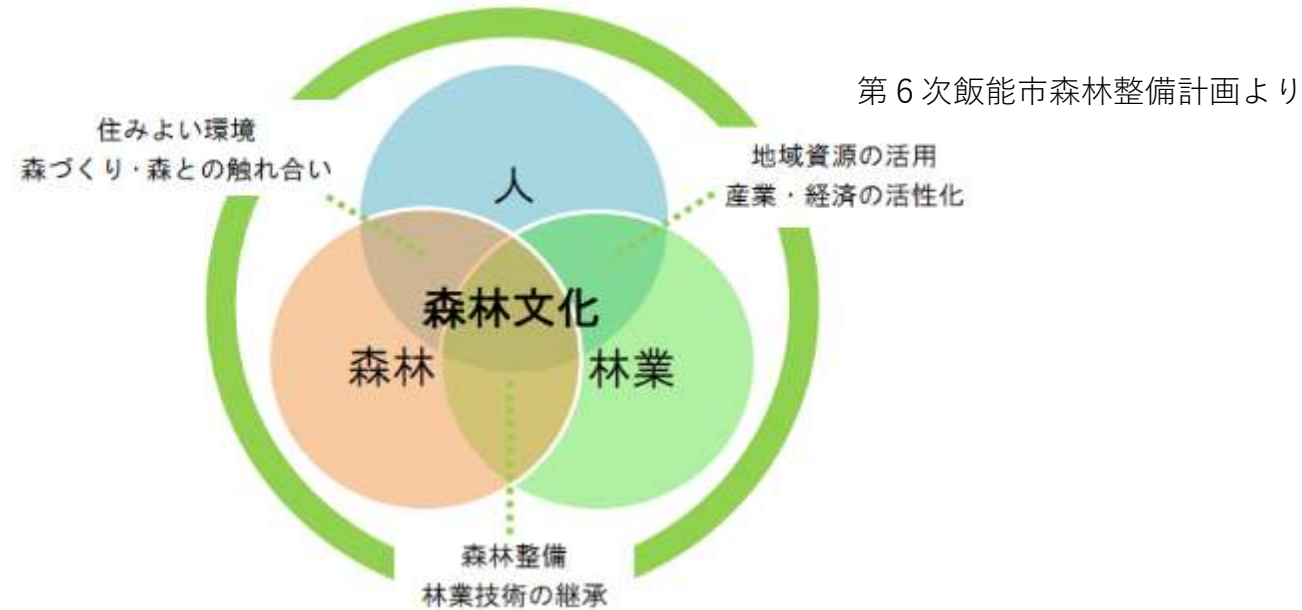 第６次飯能市森林整備計画より
住みよい環境
森づくり・森との触れ合い
地域資源の活用
産業・経済の活性化
人
森林文化
森林
林業
森林整備
林業技術の継承